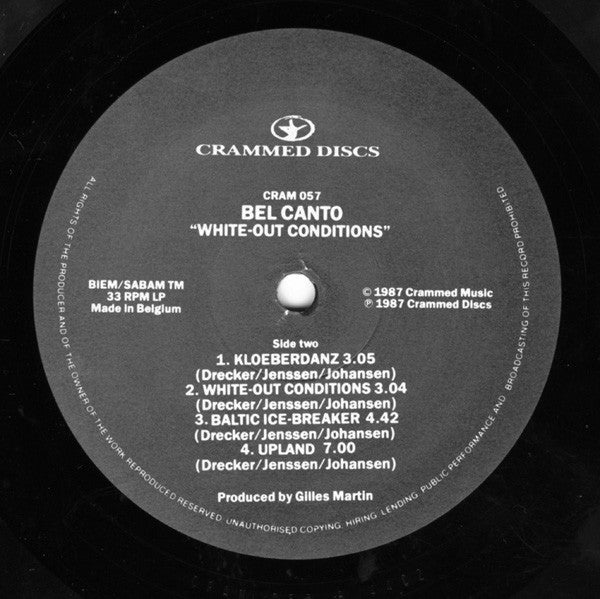 CRAMMED DISCS
CRAM 057
BEL CANTO
"WHITE-OUT CONDITIONS"
BIEM/SABAM TM
33 RPM LP
Made in Belgium
© 1987 Crammed Music
℗ 1987 Crammed Discs
Side two
1. KLOEBERDANZ 3.05
(Drecker/Jenssen/Johansen)
2. WHITE-OUT CONDITIONS 3.04
(Drecker/Jenssen/Johansen)
3. BALTIC ICE-BREAKER 4.42
(Drecker/Jenssen/Johansen)
4. UPLAND 7.00
(Drecker/Jenssen/Johansen)
Produced by Gilles Martin
ALL RIGHTS OF THE PRODUCER AND OF THE OWNER OF THE WORK REPRODUCED RESERVED. UNAUTHORISED COPYING, HIRING, LENDING, PUBLIC PERFORMANCE AND BROADCASTING OF THIS RECORD PROHIBITED.